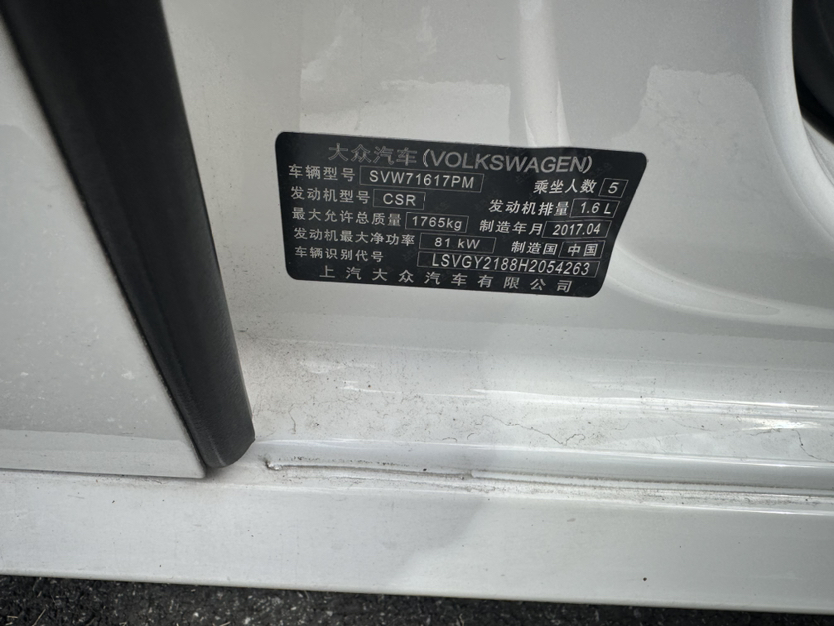 大众汽车(VOLKSWAGEN)
车辆型号 SVW71617PM 乘坐人数 5
发动机型号 CSR 发动机排量 1.6 L
最大允许总质量 1765kg 制造年月 2017.04
发动机最大净功率 81 kW 制造国 中国
车辆识别代号 LSVGY2188H2054263
上汽大众汽车有限公司